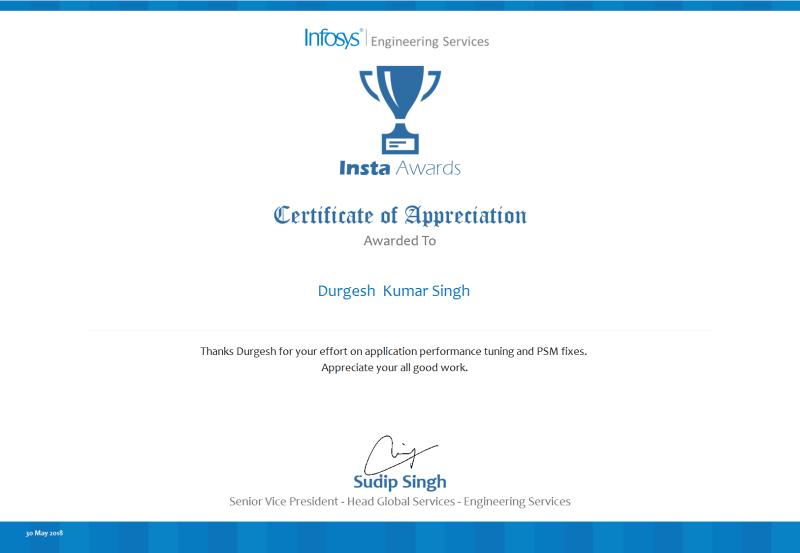 Infosys® | Engineering Services
Insta Awards
Certificate of Appreciation
Awarded To
Durgesh Kumar Singh
Thanks Durgesh for your effort on application performance tuning and PSM fixes.
Appreciate your all good work.
Sudip Singh
Senior Vice President - Head Global Services - Engineering Services
30 May 2018